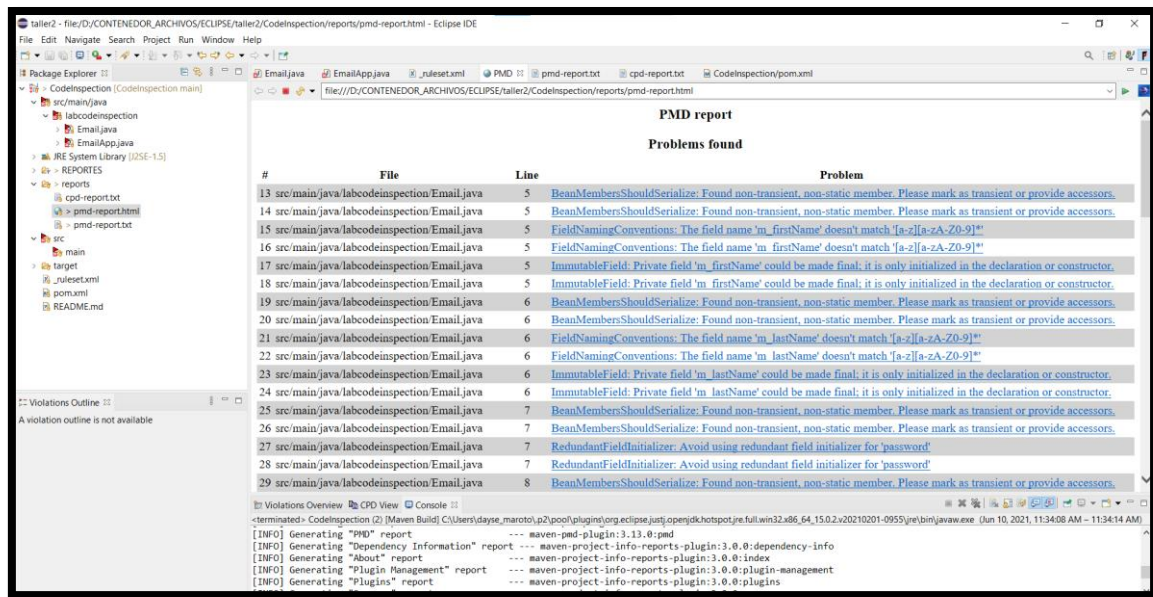 taller2 - file:/D:/CONTENEDOR_ARCHIVOS/ECLIPSE/taller2/CodeInspection/reports/pmd-report.html - Eclipse IDE
File Edit Navigate Search Project Run Window Help
Package Explorer
Email.java EmailApp.java _ruleset.xml PMD pmd-report.txt cpd-report.txt CodeInspection/pom.xml
> CodeInspection [CodeInspection main]
src/main/java
labcodeinspection
Email.java
EmailApp.java
JRE System Library [J2SE-1.5]
> REPORTES
> reports
cpd-report.txt
> pmd-report.html
> pmd-report.txt
src
main
target
_ruleset.xml
pom.xml
README.md
Violations Outline
A violation outline is not available
file:///D:/CONTENEDOR_ARCHIVOS/ECLIPSE/taller2/CodeInspection/reports/pmd-report.html
PMD report
Problems found
# File Line Problem
13 src/main/java/labcodeinspection/Email.java 5 BeanMembersShouldSerialize: Found non-transient, non-static member. Please mark as transient or provide accessors.
14 src/main/java/labcodeinspection/Email.java 5 BeanMembersShouldSerialize: Found non-transient, non-static member. Please mark as transient or provide accessors.
15 src/main/java/labcodeinspection/Email.java 5 FieldNamingConventions: The field name 'm_firstName' doesn't match '[a-z][a-zA-Z0-9]*'
16 src/main/java/labcodeinspection/Email.java 5 FieldNamingConventions: The field name 'm_firstName' doesn't match '[a-z][a-zA-Z0-9]*'
17 src/main/java/labcodeinspection/Email.java 5 ImmutableField: Private field 'm_firstName' could be made final; it is only initialized in the declaration or constructor.
18 src/main/java/labcodeinspection/Email.java 5 ImmutableField: Private field 'm_firstName' could be made final; it is only initialized in the declaration or constructor.
19 src/main/java/labcodeinspection/Email.java 6 BeanMembersShouldSerialize: Found non-transient, non-static member. Please mark as transient or provide accessors.
20 src/main/java/labcodeinspection/Email.java 6 BeanMembersShouldSerialize: Found non-transient, non-static member. Please mark as transient or provide accessors.
21 src/main/java/labcodeinspection/Email.java 6 FieldNamingConventions: The field name 'm_lastName' doesn't match '[a-z][a-zA-Z0-9]*'
22 src/main/java/labcodeinspection/Email.java 6 FieldNamingConventions: The field name 'm_lastName' doesn't match '[a-z][a-zA-Z0-9]*'
23 src/main/java/labcodeinspection/Email.java 6 ImmutableField: Private field 'm_lastName' could be made final; it is only initialized in the declaration or constructor.
24 src/main/java/labcodeinspection/Email.java 6 ImmutableField: Private field 'm_lastName' could be made final; it is only initialized in the declaration or constructor.
25 src/main/java/labcodeinspection/Email.java 7 BeanMembersShouldSerialize: Found non-transient, non-static member. Please mark as transient or provide accessors.
26 src/main/java/labcodeinspection/Email.java 7 BeanMembersShouldSerialize: Found non-transient, non-static member. Please mark as transient or provide accessors.
27 src/main/java/labcodeinspection/Email.java 7 RedundantFieldInitializer: Avoid using redundant field initializer for 'password'
28 src/main/java/labcodeinspection/Email.java 7 RedundantFieldInitializer: Avoid using redundant field initializer for 'password'
29 src/main/java/labcodeinspection/Email.java 8 BeanMembersShouldSerialize: Found non-transient, non-static member. Please mark as transient or provide accessors.
Violations Overview CPD View Console
<terminated> CodeInspection (2) [Maven Build] C:\Users\dayse_maroto\.p2\pool\plugins\org.eclipse.justj.openjdk.hotspot.jre.full.win32.x86_64_15.0.2.v20210201-0955\jre\bin\javaw.exe (Jun 10, 2021, 11:34:08 AM – 11:34:14 AM)
[INFO] Generating "PMD" report --- maven-pmd-plugin:3.13.0:pmd
[INFO] Generating "Dependency Information" report --- maven-project-info-reports-plugin:3.0.0:dependency-info
[INFO] Generating "About" report --- maven-project-info-reports-plugin:3.0.0:index
[INFO] Generating "Plugin Management" report --- maven-project-info-reports-plugin:3.0.0:plugin-management
[INFO] Generating "Plugins" report --- maven-project-info-reports-plugin:3.0.0:plugins